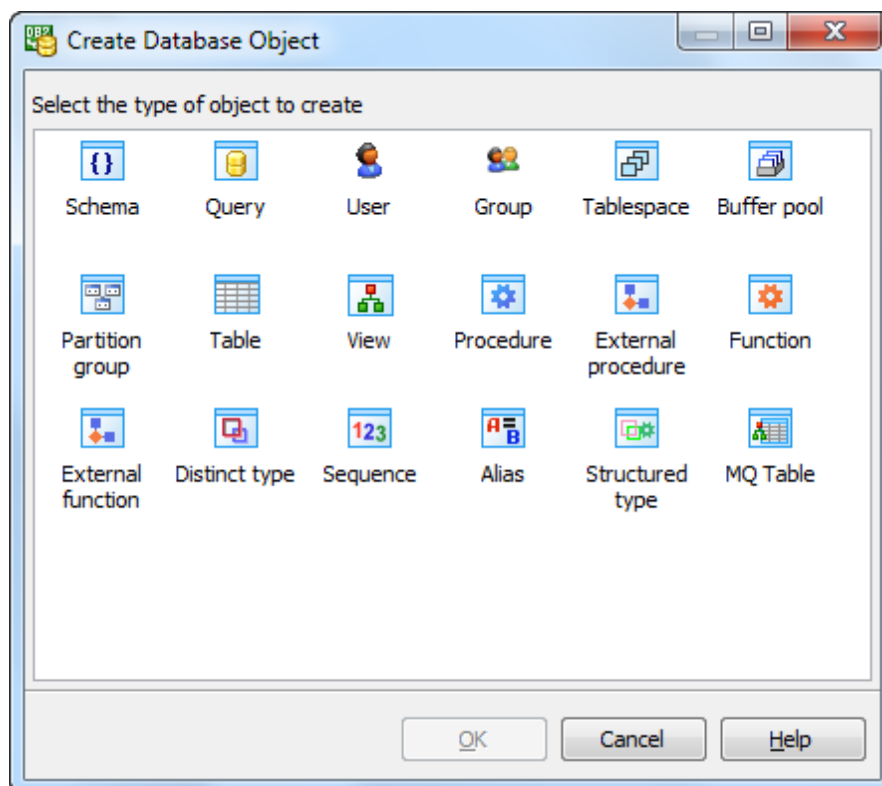 DB2
Create Database Object
Select the type of object to create
Schema Query User Group Tablespace Buffer pool
Partition group Table View Procedure External procedure Function
123 A=B
External function Distinct type Sequence Alias Structured type MQ Table
OK Cancel Help